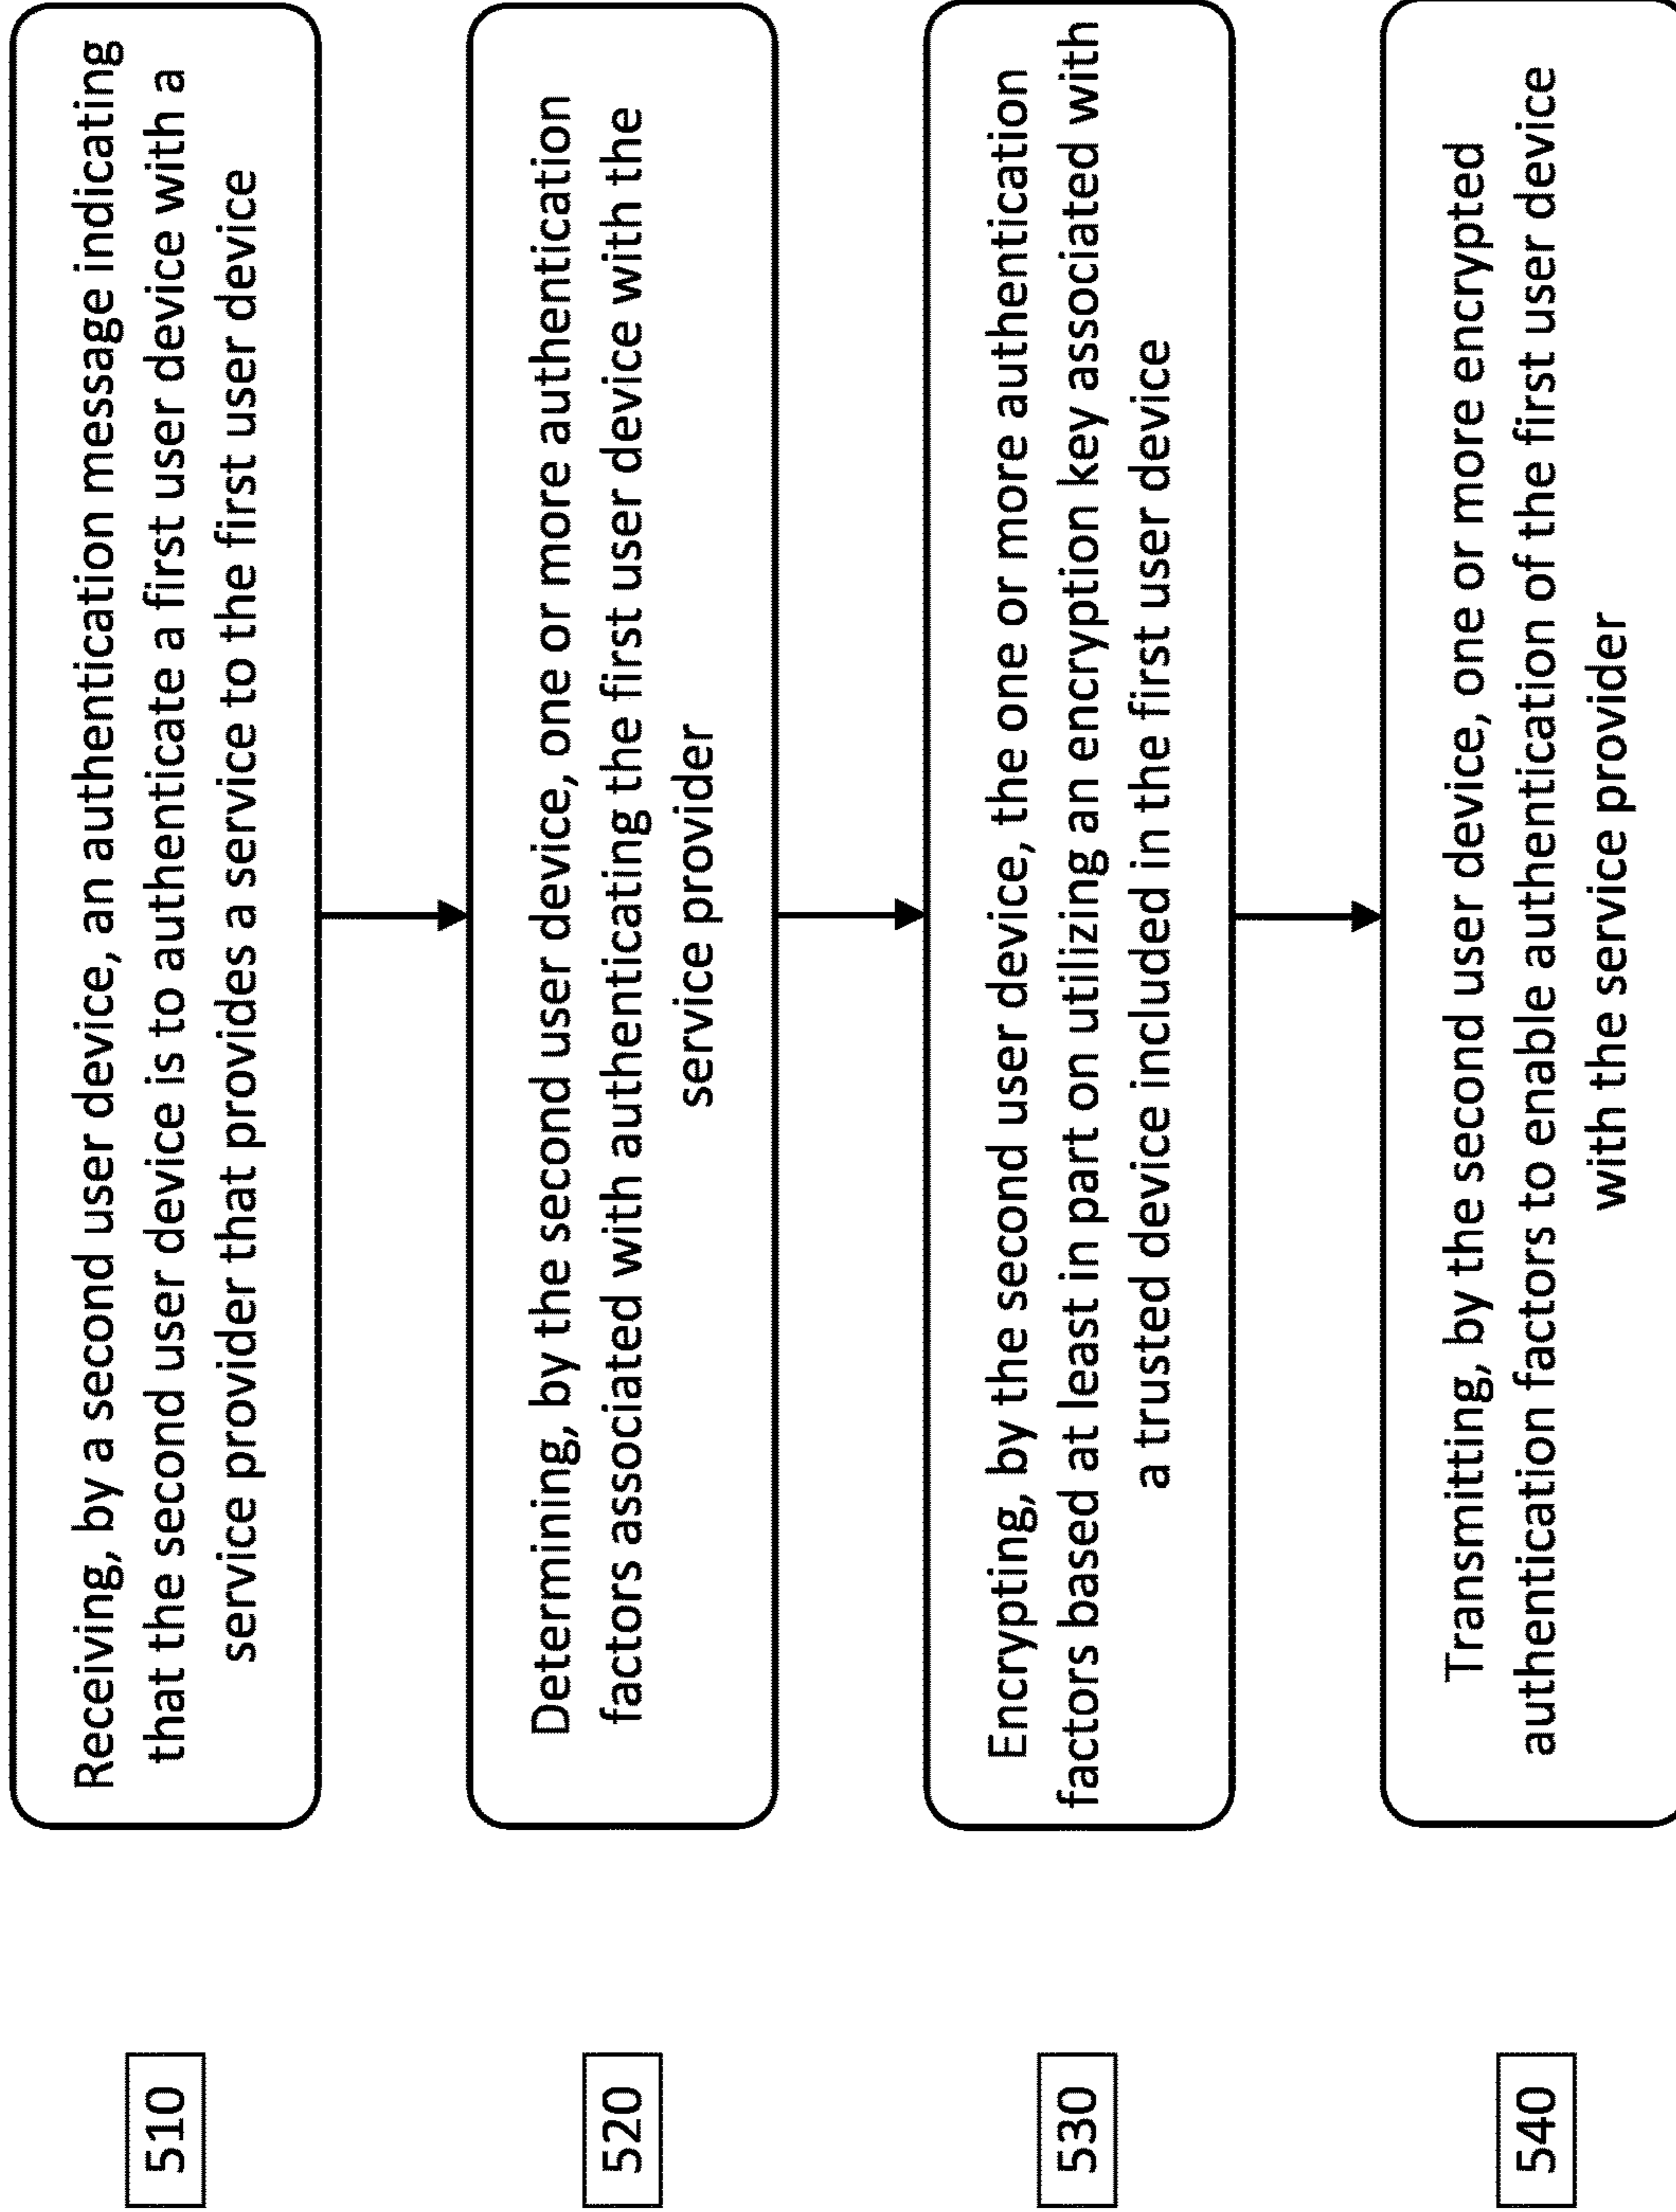 510
Receiving, by a second user device, an authentication message indicating
that the second user device is to authenticate a first user device with a
service provider that provides a service to the first user device
520
Determining, by the second user device, one or more authentication
factors associated with authenticating the first user device with the
service provider
530
Encrypting, by the second user device, the one or more authentication
factors based at least in part on utilizing an encryption key associated with
a trusted device included in the first user device
540
Transmitting, by the second user device, one or more encrypted
authentication factors to enable authentication of the first user device
with the service provider